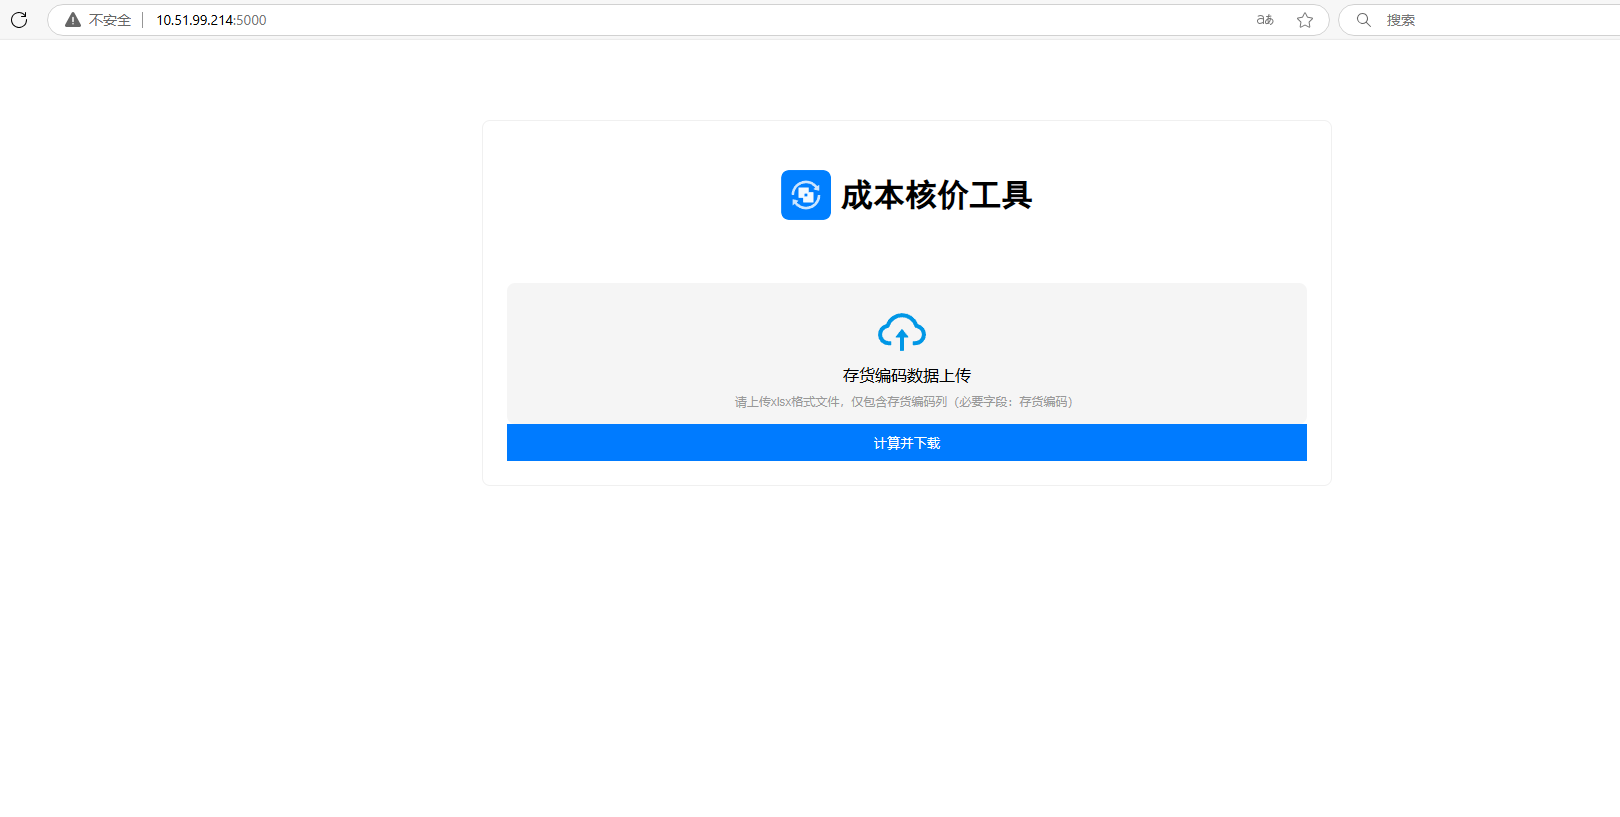 不安全 10.51.99.214:5000 aあ 搜索
成本核价工具
存货编码数据上传
请上传xlsx格式文件，仅包含存货编码列（必要字段：存货编码）
计算并下载